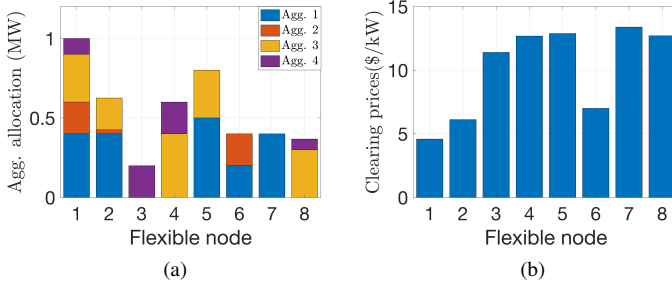 Agg. allocation (MW)
1
0.5
0
Agg. 1
Agg. 2
Agg. 3
Agg. 4
1 2 3 4 5 6 7 8
Flexible node
(a)
Clearing prices($/kW)
15
10
5
0
1 2 3 4 5 6 7 8
Flexible node
(b)